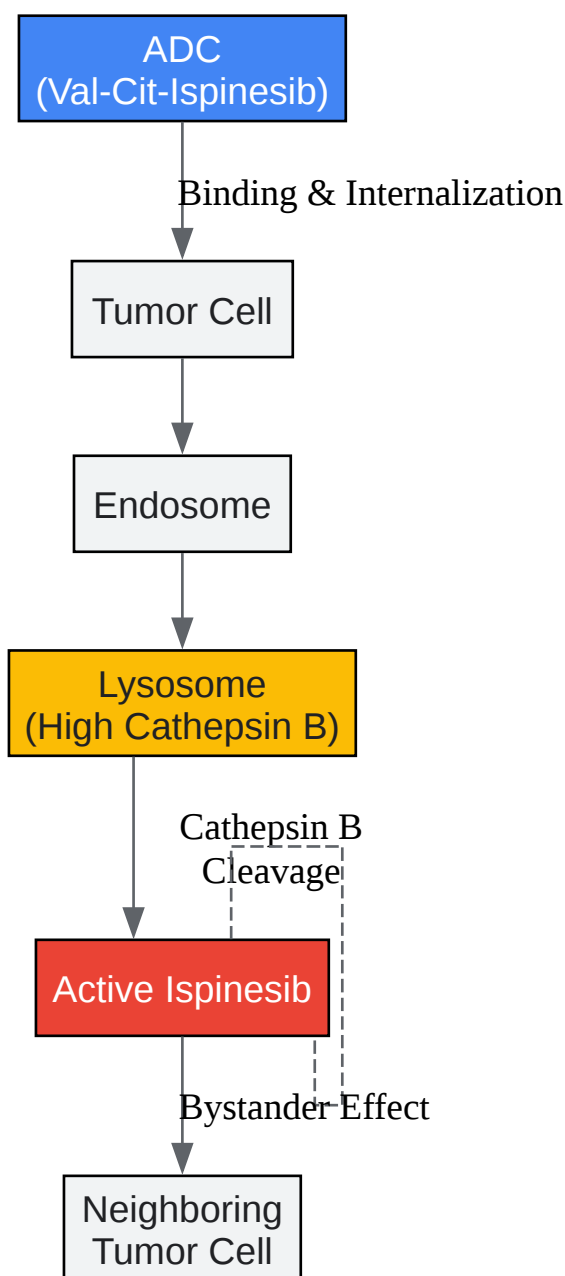 ADC
(Val-Cit-Ispinesib)
Binding & Internalization
Tumor Cell
Endosome
Lysosome
(High Cathepsin B)
Cathepsin B
Cleavage
Active Ispinesib
Bystander Effect
Neighboring
Tumor Cell